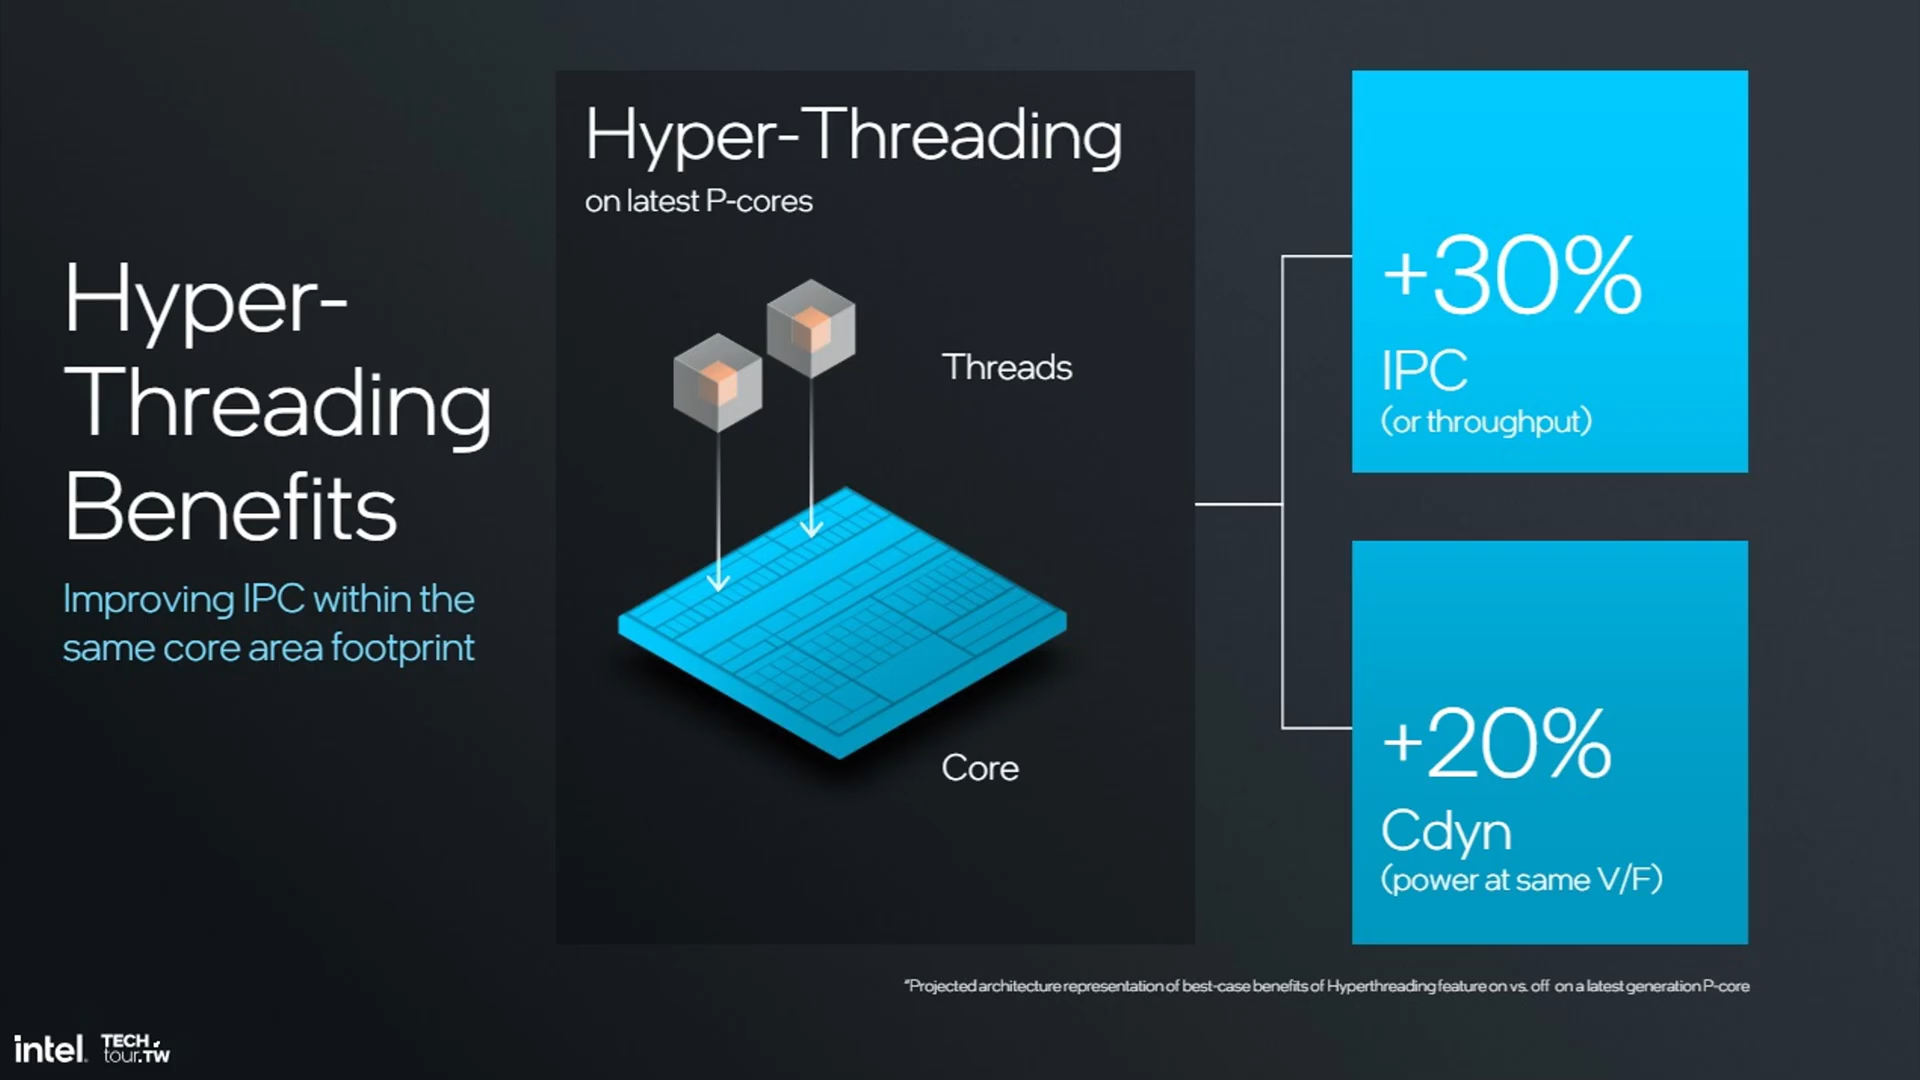 Hyper-
Threading
Benefits
Improving IPC within the
same core area footprint
Hyper-Threading
on latest P-cores
Threads
Core
+30%
IPC
(or throughput)
+20%
Cdyn
(power at same V/F)
*Projected architecture representation of best-case benefits of Hyperthreading feature on vs. off on a latest generation P-core
intel. TECH
tour.TW